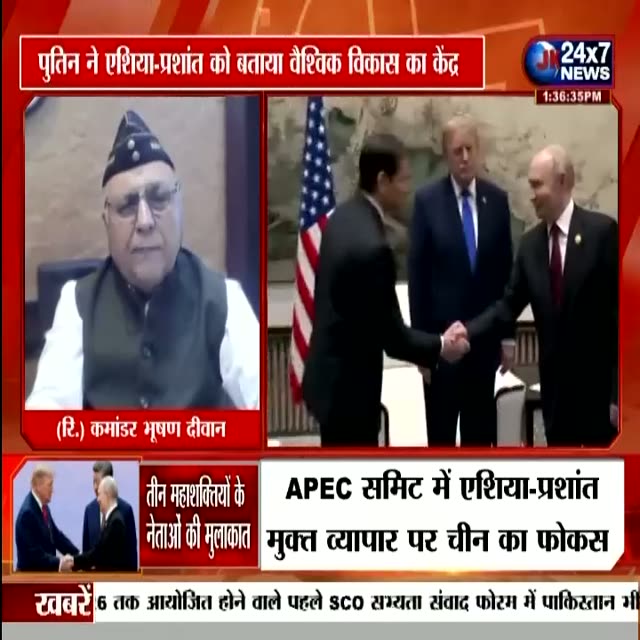 पुतिन ने एशिया-प्रशांत को बताया वैश्विक विकास का केंद्र
JK 24x7
NEWS
1:36:35PM
(रि.) कमांडर भूषण दीवान
तीन महाशक्तियों के
नेताओं की मुलाकात
APEC समिट में एशिया-प्रशांत
मुक्त व्यापार पर चीन का फोकस
खबरें
6 तक आयोजित होने वाले पहले SCO सभ्यता संवाद फोरम में पाकिस्तान भी